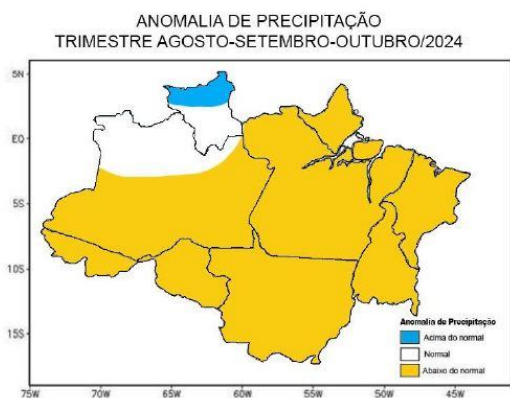 ANOMALIA DE PRECIPITAÇÃO
TRIMESTRE AGOSTO-SETEMBRO-OUTUBRO/2024
5N
EQ
5S
10S
15S
Anomalia de Precipitação
Acima do normal
Normal
Abaixo do normal
75W 70W 65W 60W 55W 50W 45W